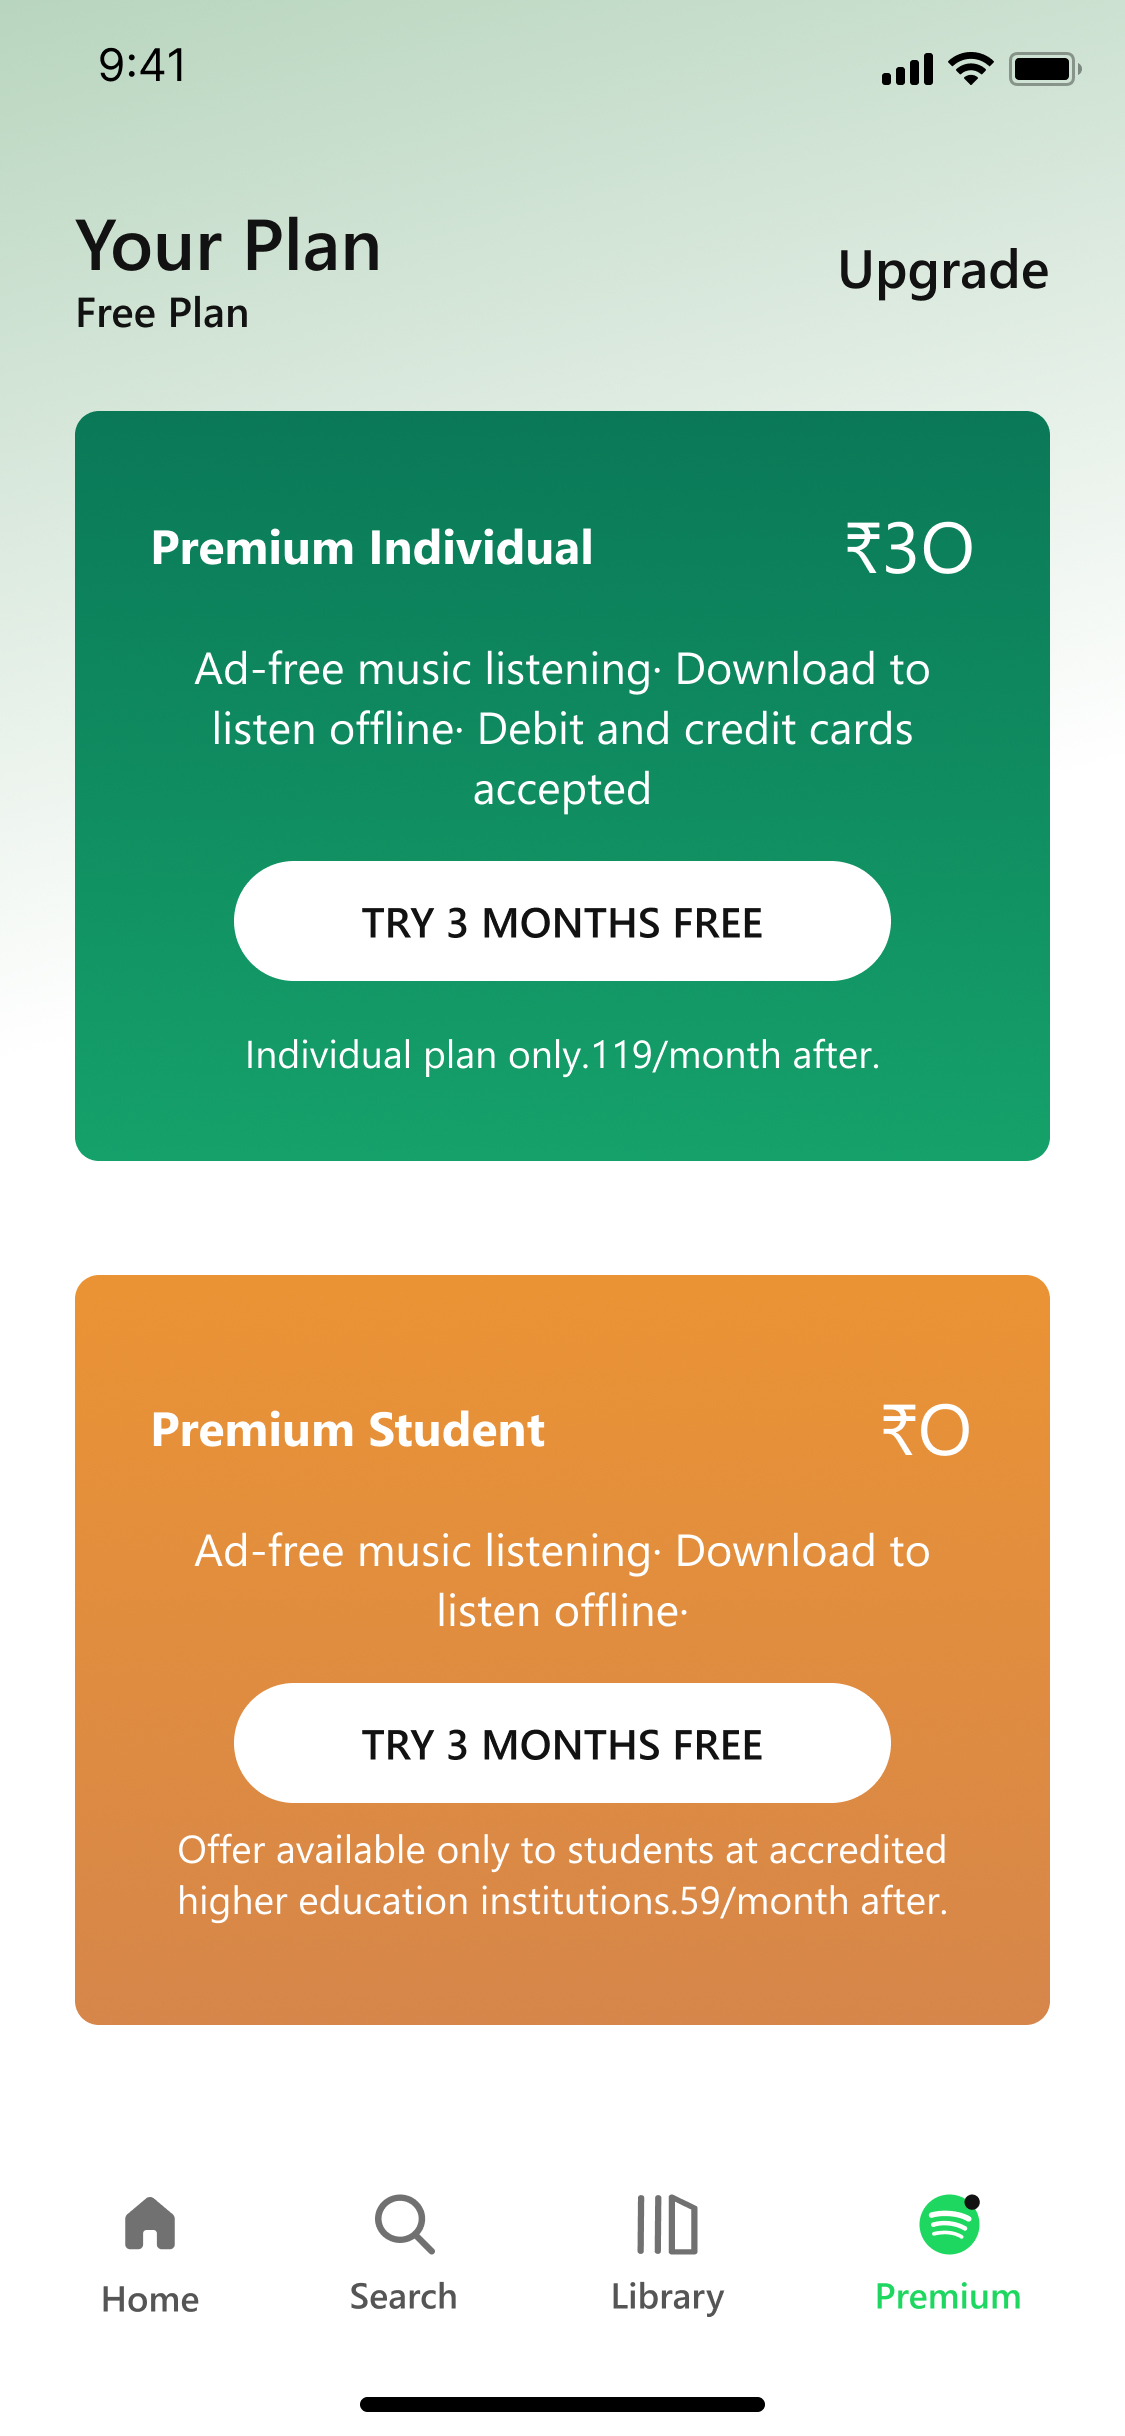 9:41
Your Plan
Free Plan
Upgrade
Premium Individual
₹30
Ad-free music listening· Download to
listen offline· Debit and credit cards
accepted
TRY 3 MONTHS FREE
Individual plan only.119/month after.
Premium Student
₹0
Ad-free music listening· Download to
listen offline·
TRY 3 MONTHS FREE
Offer available only to students at accredited
higher education institutions.59/month after.
Home
Search
Library
Premium